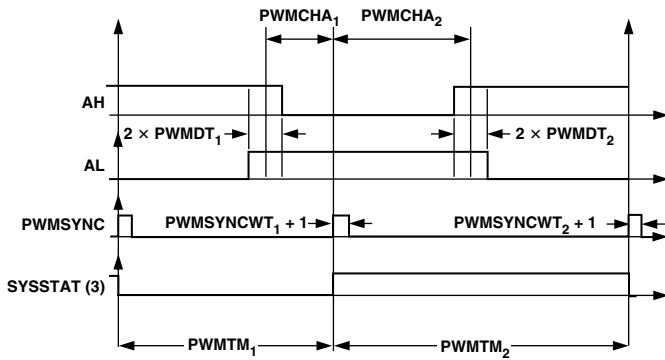 PWMCHA₁ PWMCHA₂
AH
2 × PWMDT₁ 2 × PWMDT₂
AL
PWMSYNC PWMSYNCWT₁ + 1 PWMSYNCWT₂ + 1
SYSSTAT (3)
PWMTM₁ PWMTM₂